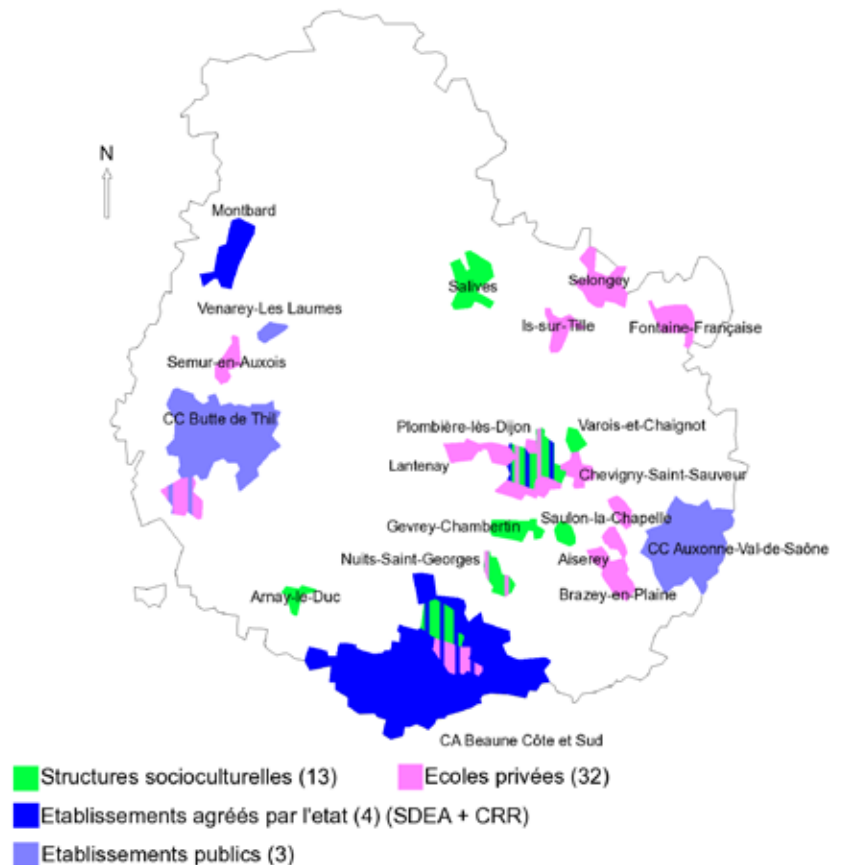 N
Montbard
Venarey-Les Laumes
Salives
Selongey
Is-sur-Tille
Fontaine-Française
Semur-en-Auxois
CC Butte de Thil
Plombière-lès-Dijon
Varois-et-Chaignot
Lantenay
Chevigny-Saint-Sauveur
Gevrey-Chambertin
Saulon-la-Chapelle
CC Auxonne-Val-de-Saône
Nuits-Saint-Georges
Aiserey
Arnay-le-Duc
Brazey-en-Plaine
CA Beaune Côte et Sud
Structures socioculturelles (13)
Ecoles privées (32)
Etablissements agréés par l'etat (4) (SDEA + CRR)
Etablissements publics (3)